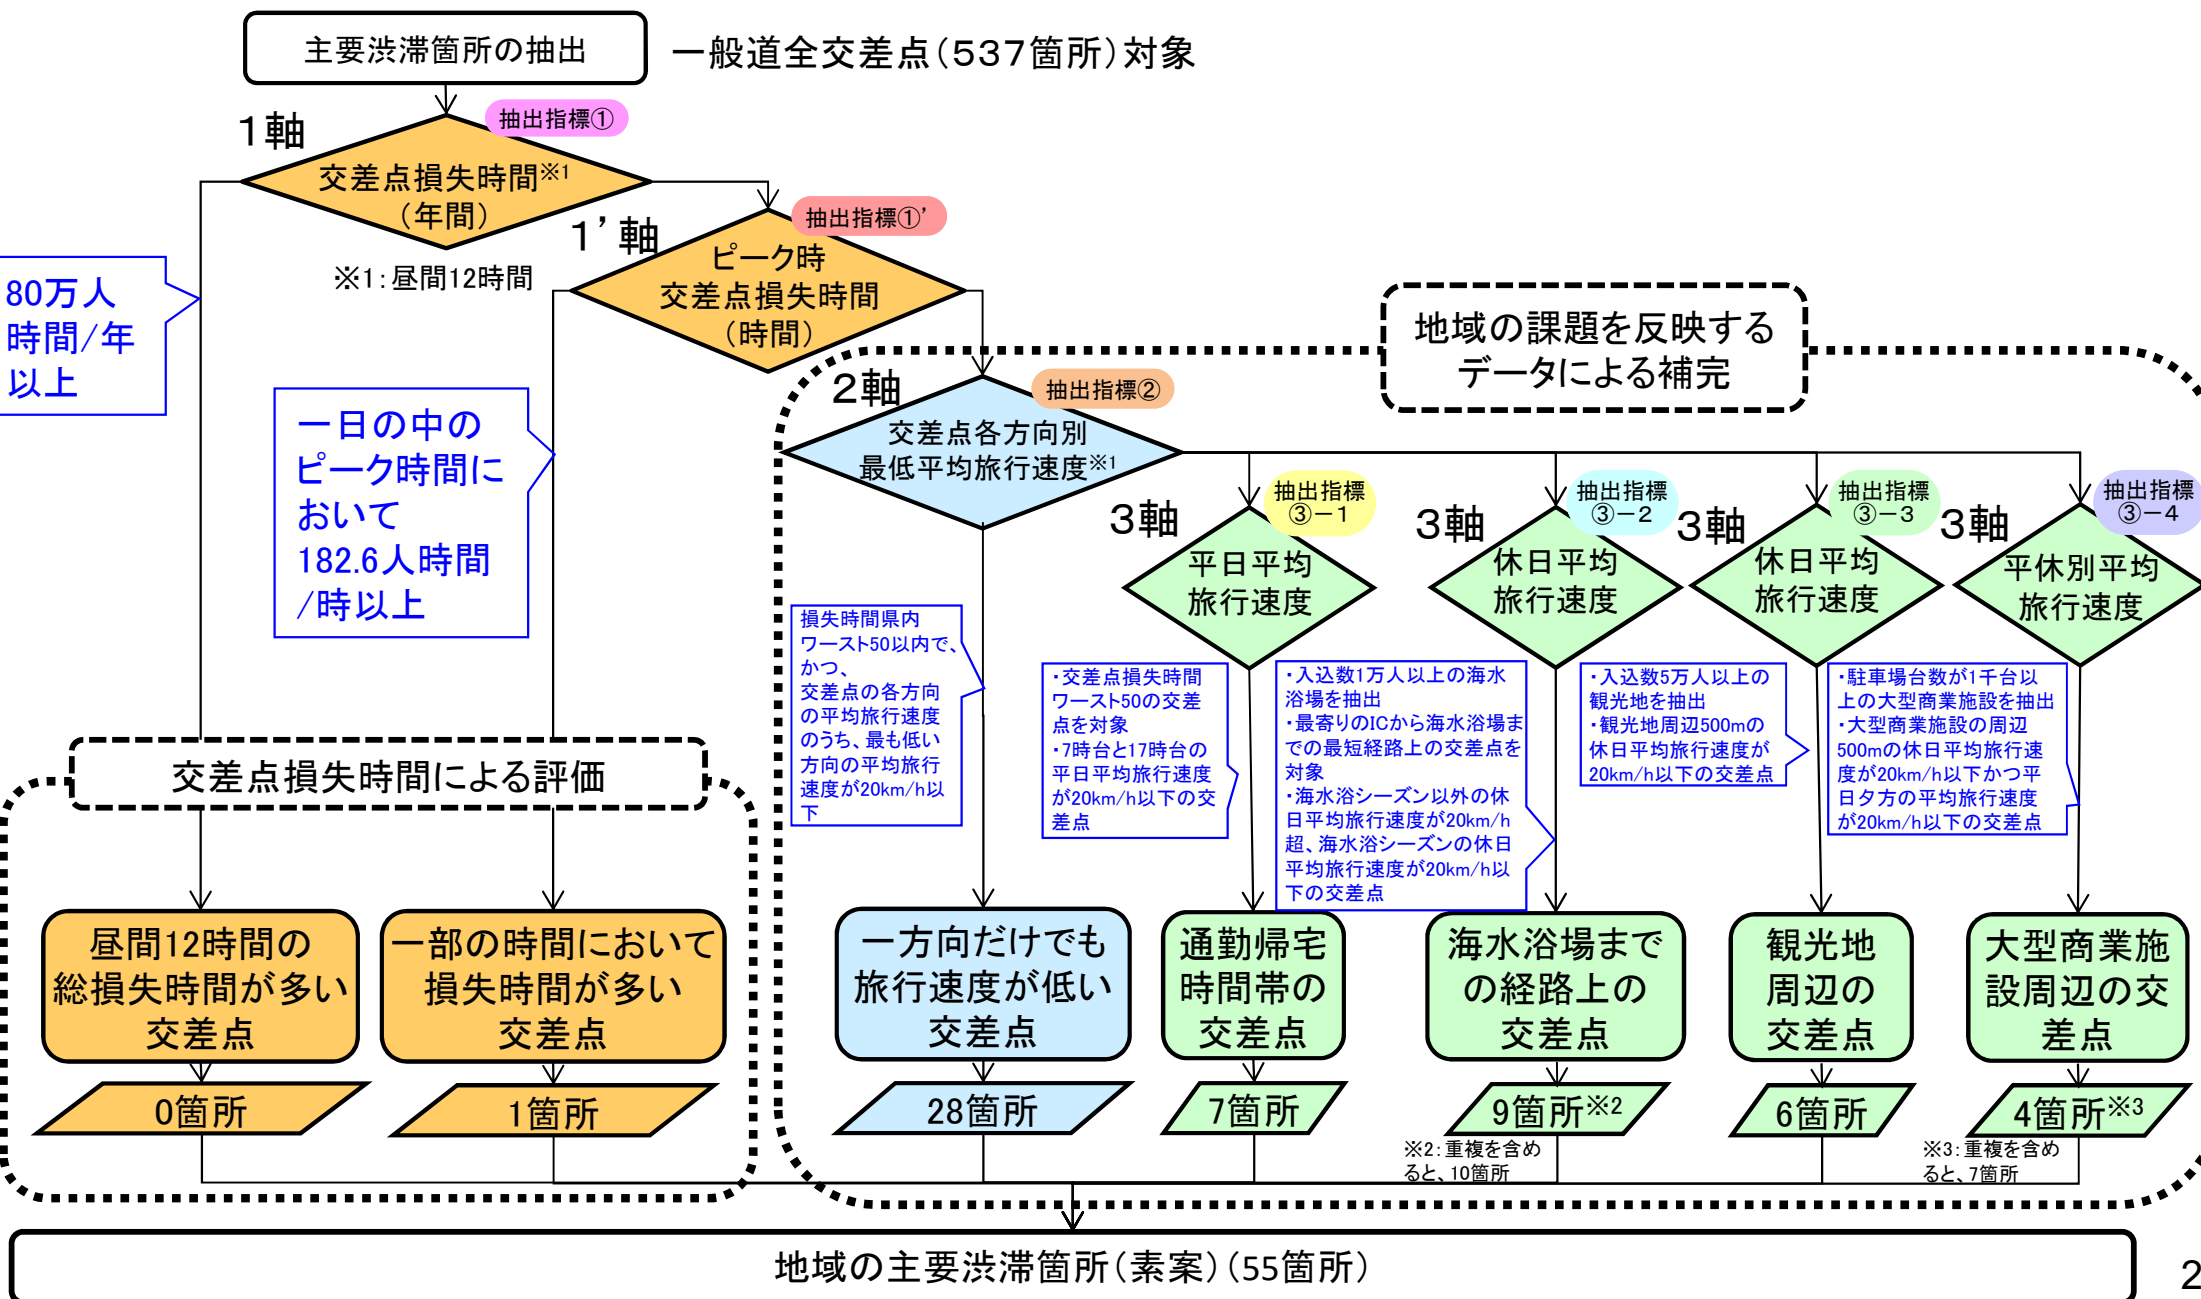 主要渋滞箇所の抽出
一般道全交差点（５３７箇所）対象
１軸
抽出指標①
交差点損失時間※1
（年間）
※1：昼間12時間
１’軸
抽出指標①’
ピーク時
交差点損失時間
（時間）
80万人
時間/年
以上
一日の中の
ピーク時間に
おいて
182.6人時間
/時以上
地域の課題を反映する
データによる補完
２軸
抽出指標②
交差点各方向別
最低平均旅行速度※1
３軸
抽出指標
③－１
平日平均
旅行速度
３軸
抽出指標
③－２
休日平均
旅行速度
３軸
抽出指標
③－３
休日平均
旅行速度
３軸
抽出指標
③－４
平休別平均
旅行速度
損失時間県内
ワースト50以内で、
かつ、
交差点の各方向
の平均旅行速度
のうち、最も低い
方向の平均旅行
速度が20km/h以
下
・交差点損失時間
ワースト50の交差
点を対象
・7時台と17時台の
平日平均旅行速度
が20km/h以下の交
差点
・入込数1万人以上の海水
浴場を抽出
・最寄りのICから海水浴場ま
での最短経路上の交差点を
対象
・海水浴シーズン以外の休
日平均旅行速度が20km/h
超、海水浴シーズンの休日
平均旅行速度が20km/h以
下の交差点
・入込数5万人以上の
観光地を抽出
・観光地周辺500mの
休日平均旅行速度が
20km/h以下の交差点
・駐車場台数が1千台以
上の大型商業施設を抽出
・大型商業施設の周辺
500mの休日平均旅行速
度が20km/h以下かつ平
日夕方の平均旅行速度
が20km/h以下の交差点
交差点損失時間による評価
昼間12時間の
総損失時間が多い
交差点
一部の時間において
損失時間が多い
交差点
一方向だけでも
旅行速度が低い
交差点
通勤帰宅
時間帯の
交差点
海水浴場まで
の経路上の
交差点
観光地
周辺の
交差点
大型商業施
設周辺の交
差点
0箇所
1箇所
28箇所
7箇所
9箇所※2
6箇所
4箇所※3
※2：重複を含め
ると、10箇所
※3：重複を含め
ると、7箇所
地域の主要渋滞箇所（素案）（55箇所）
2